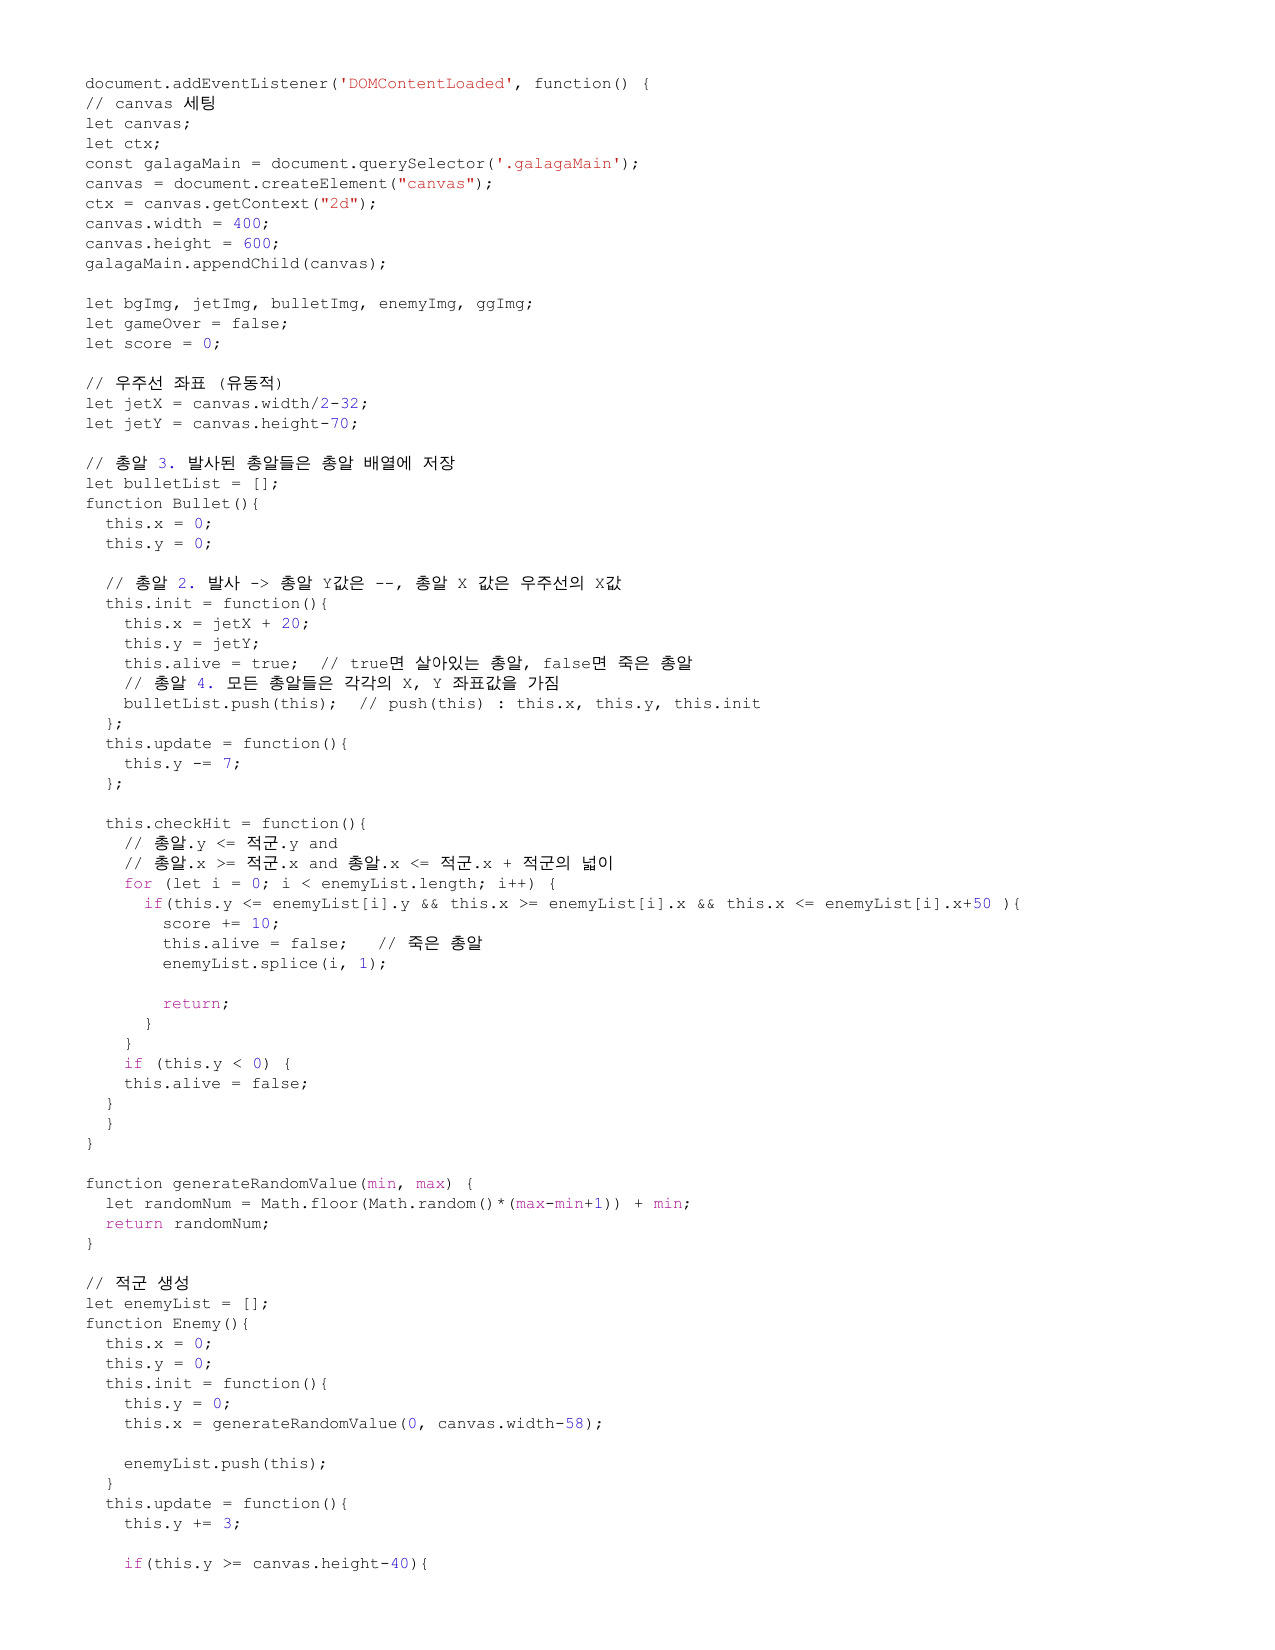 document.addEventListener('DOMContentLoaded', function() {
// canvas 세팅
let canvas;
let ctx;
const galagaMain = document.querySelector('.galagaMain');
canvas = document.createElement("canvas");
ctx = canvas.getContext("2d");
canvas.width = 400;
canvas.height = 600;
galagaMain.appendChild(canvas);
let bgImg, jetImg, bulletImg, enemyImg, ggImg;
let gameOver = false;
let score = 0;
// 우주선 좌표 (유동적)
let jetX = canvas.width/2-32;
let jetY = canvas.height-70;
// 총알 3. 발사된 총알들은 총알 배열에 저장
let bulletList = [];
function Bullet(){
  this.x = 0;
  this.y = 0;
  // 총알 2. 발사 -> 총알 Y값은 --, 총알 X 값은 우주선의 X값
  this.init = function(){
    this.x = jetX + 20;
    this.y = jetY;
    this.alive = true;  // true면 살아있는 총알, false면 죽은 총알
    // 총알 4. 모든 총알들은 각각의 X, Y 좌표값을 가짐
    bulletList.push(this);  // push(this) : this.x, this.y, this.init
  };
  this.update = function(){
    this.y -= 7;
  };
  this.checkHit = function(){
    // 총알.y <= 적군.y and
    // 총알.x >= 적군.x and 총알.x <= 적군.x + 적군의 넓이
    for (let i = 0; i < enemyList.length; i++) {
      if(this.y <= enemyList[i].y && this.x >= enemyList[i].x && this.x <= enemyList[i].x+50 ){
        score += 10;
        this.alive = false;   // 죽은 총알
        enemyList.splice(i, 1);
        return;
      }
    }
    if (this.y < 0) {
    this.alive = false;
  }
  }
}
function generateRandomValue(min, max) {
  let randomNum = Math.floor(Math.random()*(max-min+1)) + min;
  return randomNum;
}
// 적군 생성
let enemyList = [];
function Enemy(){
  this.x = 0;
  this.y = 0;
  this.init = function(){
    this.y = 0;
    this.x = generateRandomValue(0, canvas.width-58);
    enemyList.push(this);
  }
  this.update = function(){
    this.y += 3;
    if(this.y >= canvas.height-40){